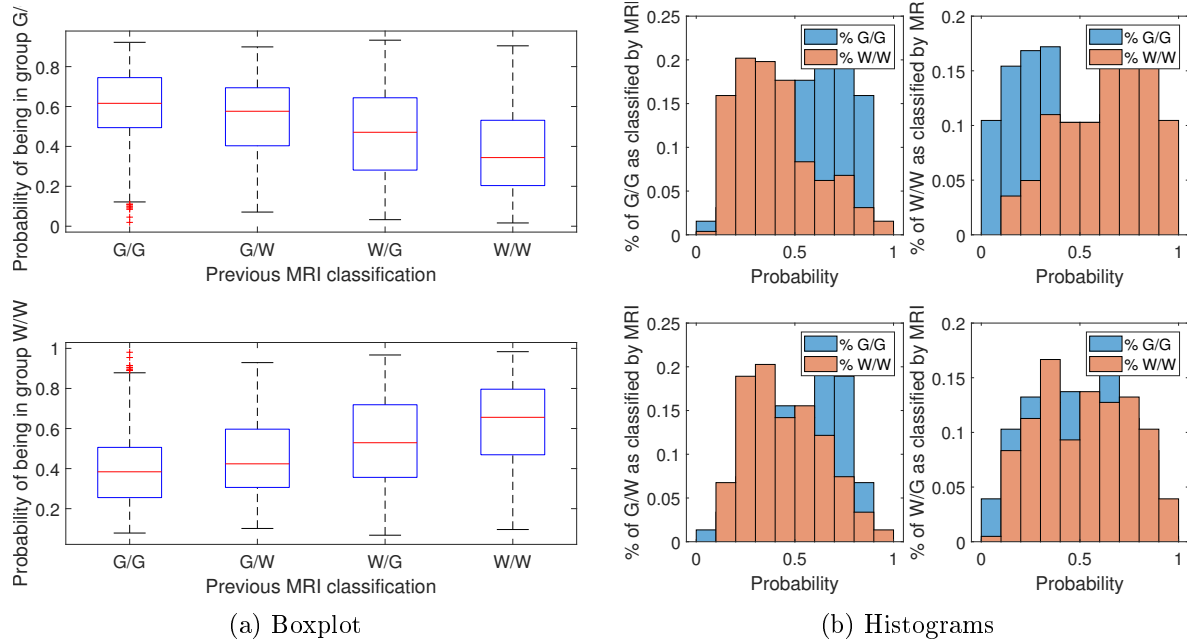 Probability of being in group G/
0.8
0.6
0.4
0.2
0
G/G
G/W
W/G
W/W
Previous MRI classification
Probability of being in group W/W
1
0.8
0.6
0.4
0.2
G/G
G/W
W/G
W/W
Previous MRI classification
(a) Boxplot
% of G/G as classified by MRI
0.25
0.2
0.15
0.1
0.05
0
0
0.5
1
Probability
% G/G
% W/W
% of W/W as classified by MR
0.2
0.15
0.1
0.05
0
0
0.5
1
Probability
% G/G
% W/W
% of G/W as classified by MRI
0.25
0.2
0.15
0.1
0.05
0
0
0.5
1
Probability
% G/G
% W/W
% of W/G as classified by MRI
0.2
0.15
0.1
0.05
0
0
0.5
1
Probability
% G/G
% W/W
(b) Histograms